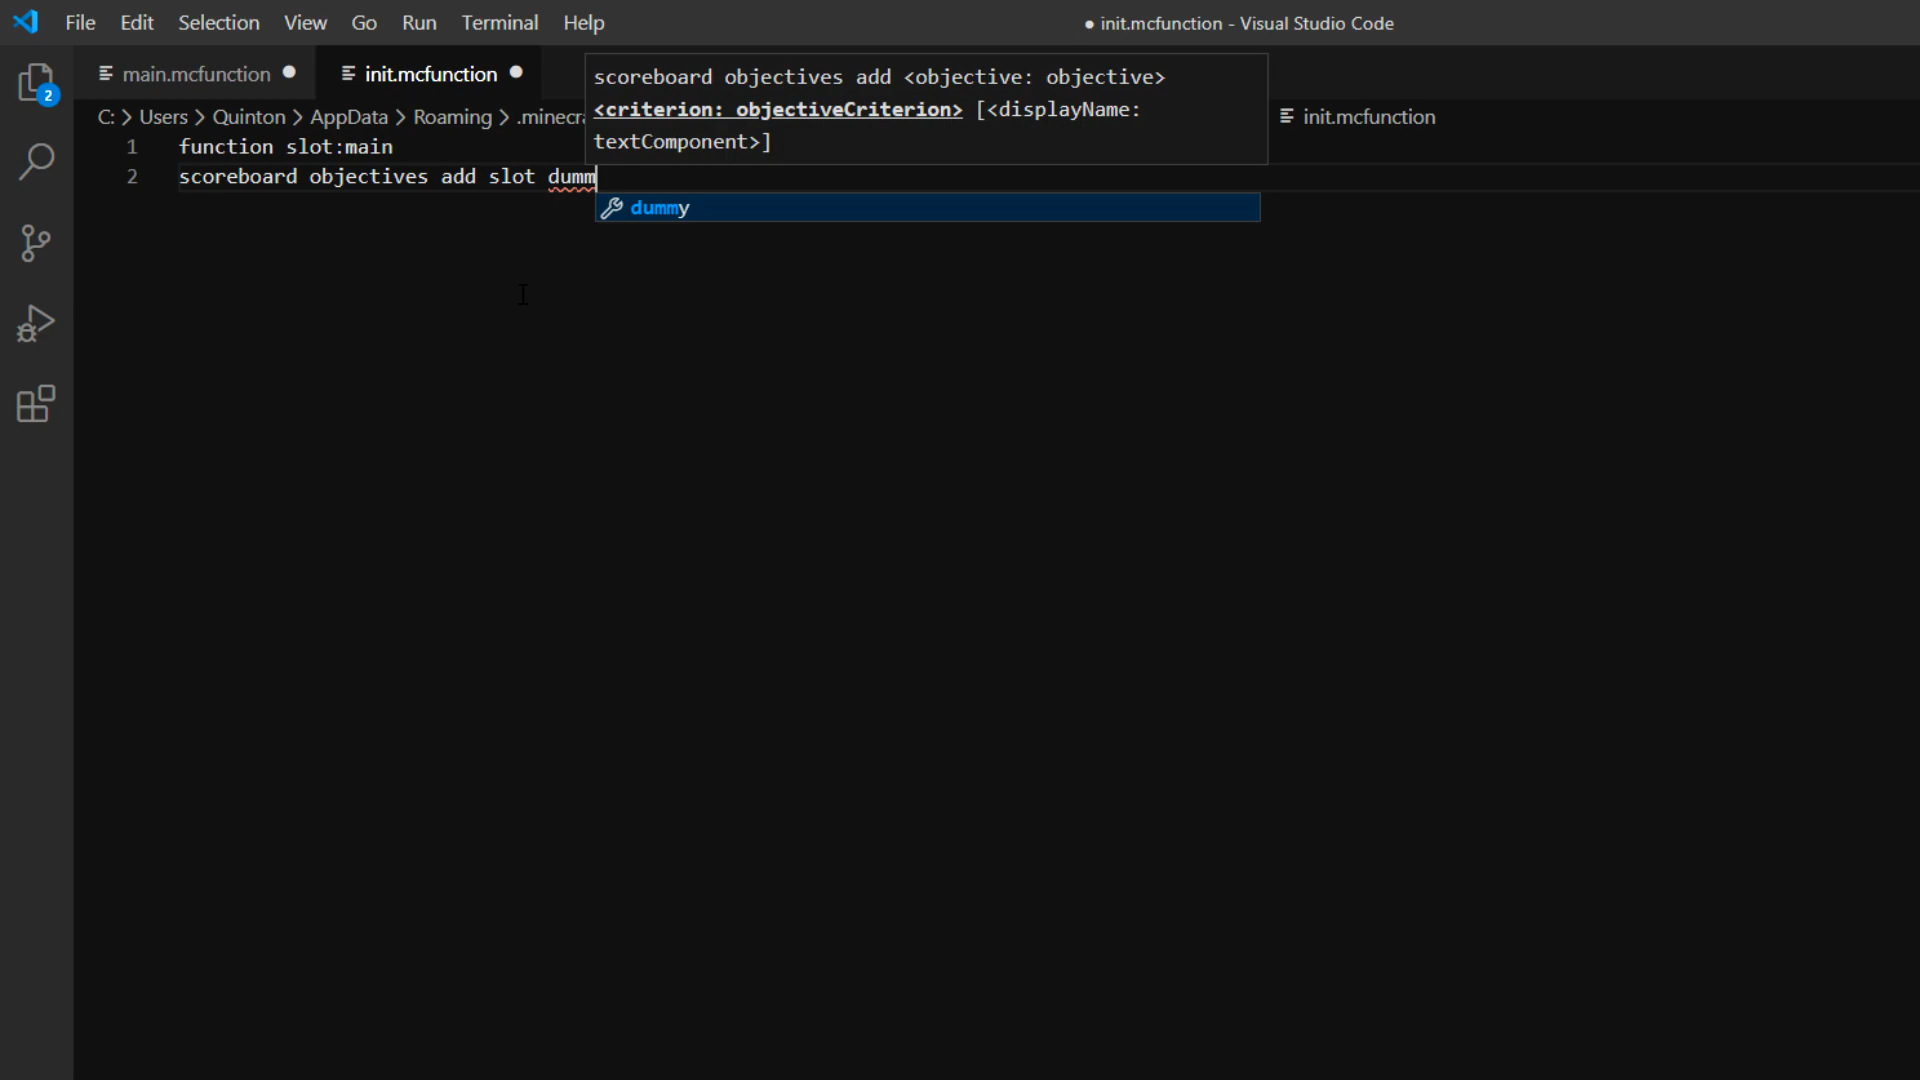 File Edit Selection View Go Run Terminal Help
● init.mcfunction - Visual Studio Code
main.mcfunction ● init.mcfunction ●
C: > Users > Quinton > AppData > Roaming >
init.mcfunction
scoreboard objectives add <objective: objective>
<criterion: objectiveCriterion> [<displayName:
textComponent>]
1 function slot:main
2 scoreboard objectives add slot dumm
dummy
2